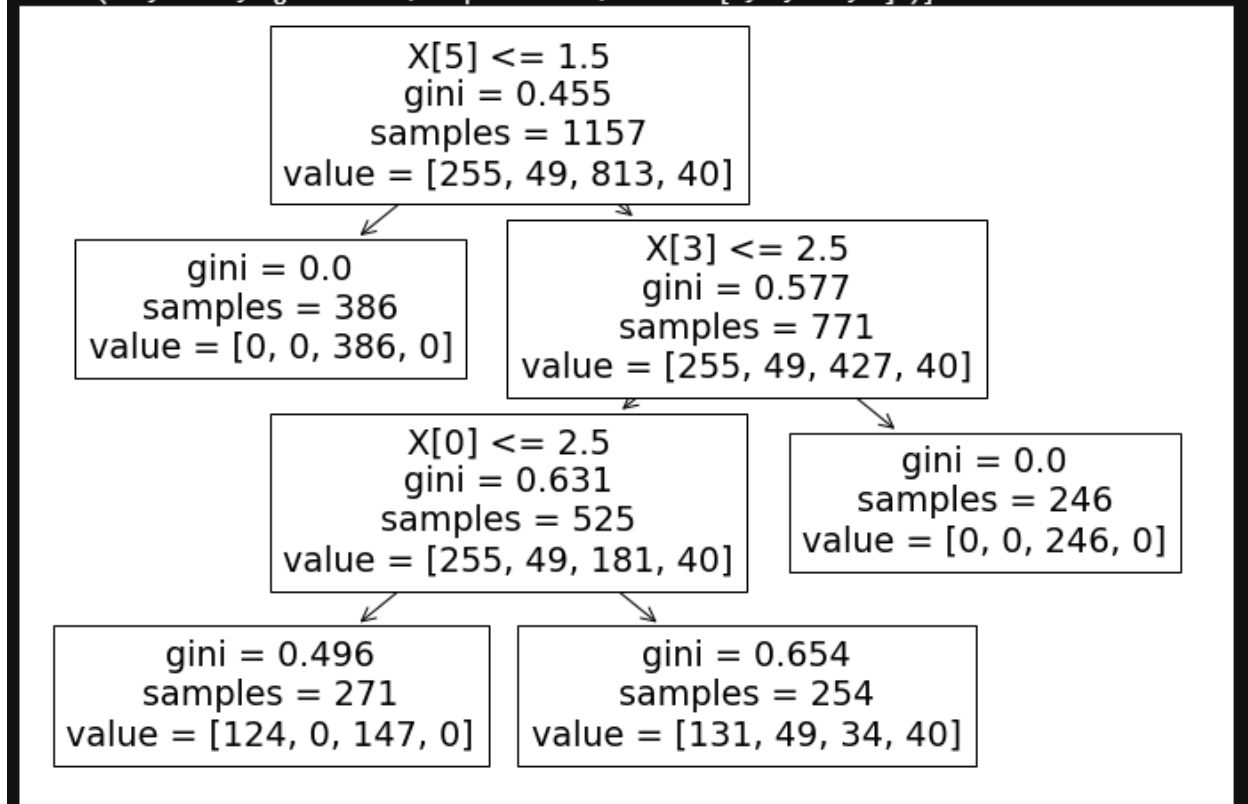 X[5] <= 1.5
gini = 0.455
samples = 1157
value = [255, 49, 813, 40]
gini = 0.0
samples = 386
value = [0, 0, 386, 0]
X[3] <= 2.5
gini = 0.577
samples = 771
value = [255, 49, 427, 40]
X[0] <= 2.5
gini = 0.631
samples = 525
value = [255, 49, 181, 40]
gini = 0.0
samples = 246
value = [0, 0, 246, 0]
gini = 0.496
samples = 271
value = [124, 0, 147, 0]
gini = 0.654
samples = 254
value = [131, 49, 34, 40]